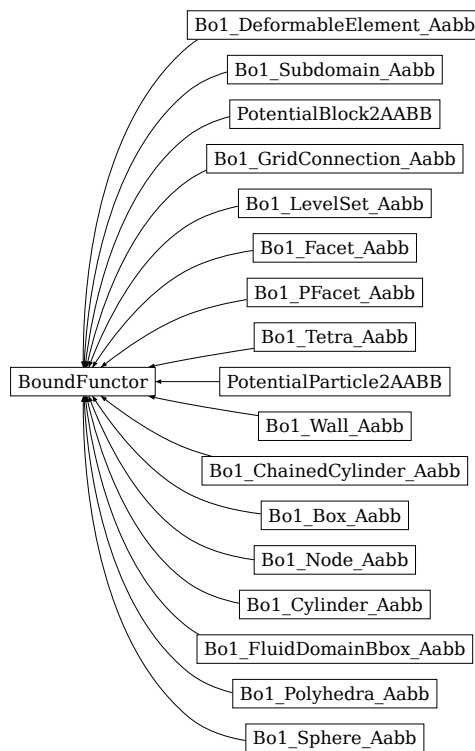 Bo1_DeformableElement_Aabb
Bo1_Subdomain_Aabb
PotentialBlock2AABB
Bo1_GridConnection_Aabb
Bo1_LevelSet_Aabb
Bo1_Facet_Aabb
Bo1_PFacet_Aabb
Bo1_Tetra_Aabb
BoundFunctor
PotentialParticle2AABB
Bo1_Wall_Aabb
Bo1_ChainedCylinder_Aabb
Bo1_Box_Aabb
Bo1_Node_Aabb
Bo1_Cylinder_Aabb
Bo1_FluidDomainBbox_Aabb
Bo1_Polyhedra_Aabb
Bo1_Sphere_Aabb